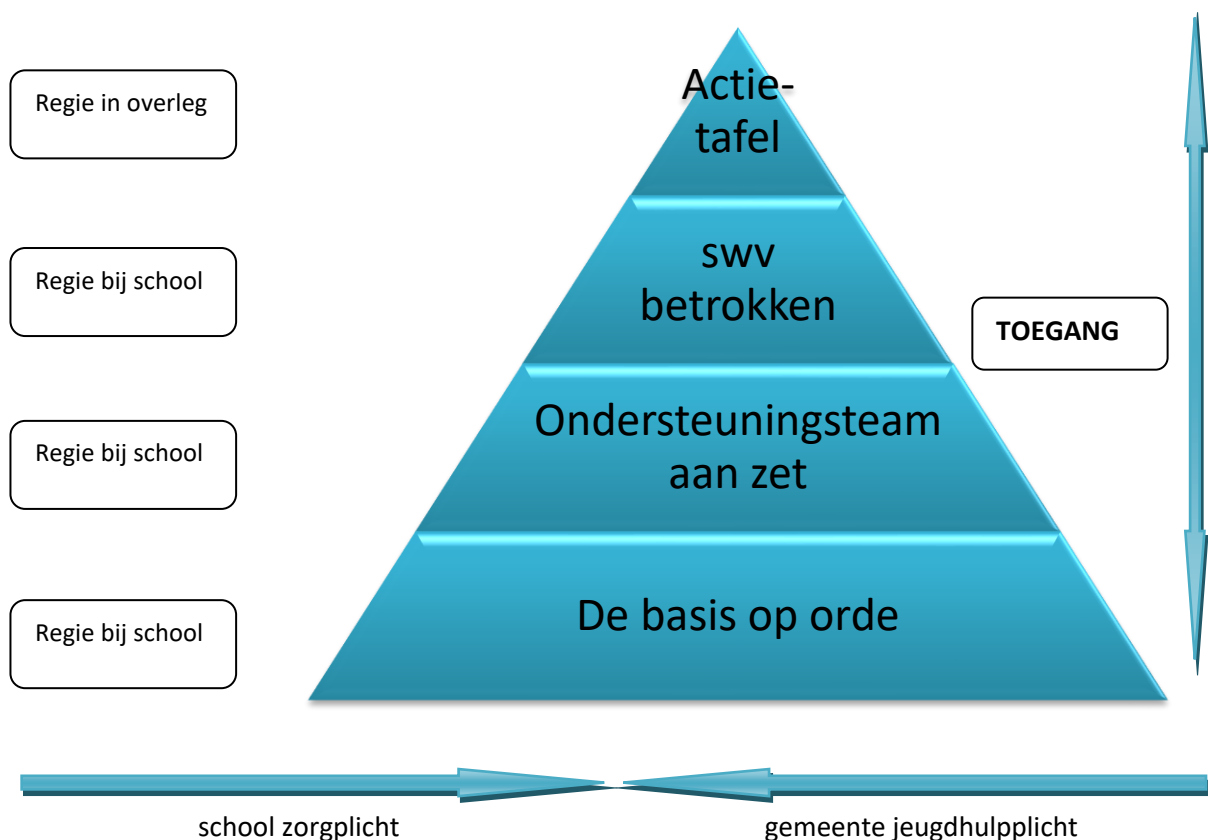 Regie in overleg
Actie-
tafel
Regie bij school
swv
betrokken
TOEGANG
Regie bij school
Ondersteuningsteam
aan zet
Regie bij school
De basis op orde
school zorgplicht
gemeente jeugdhulpplicht